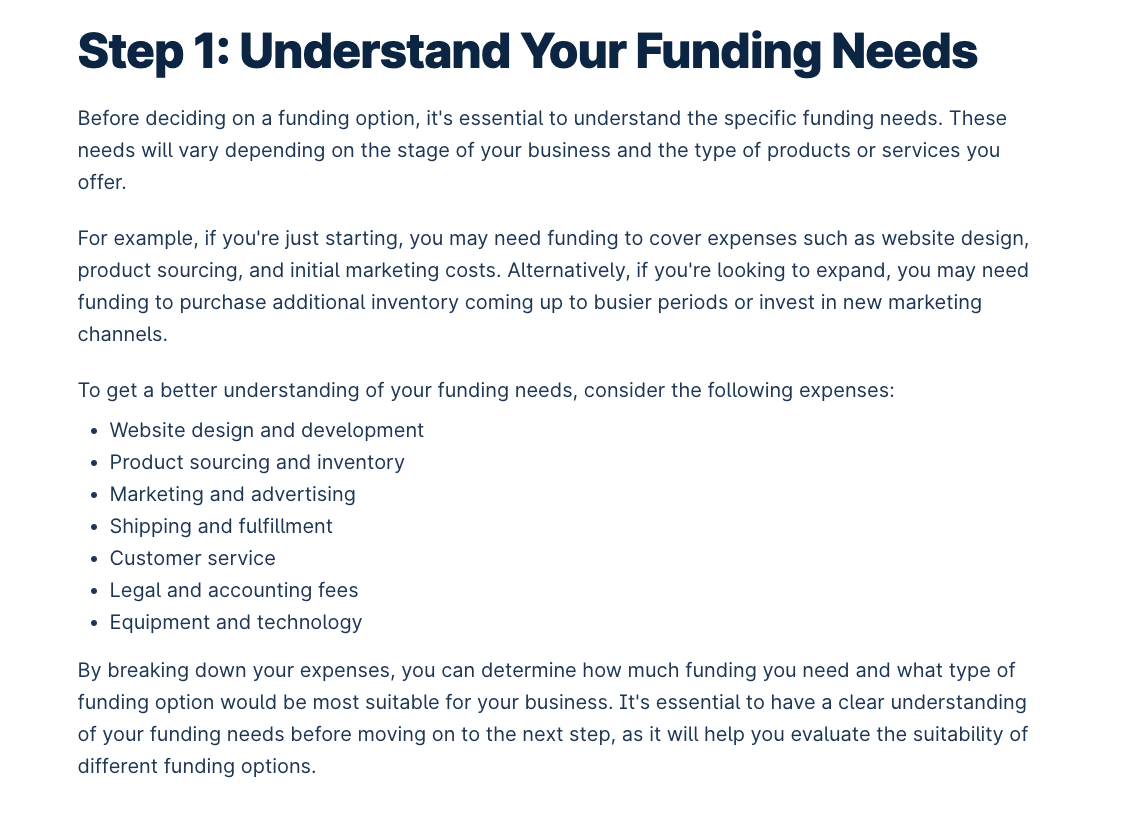 Step 1: Understand Your Funding Needs
Before deciding on a funding option, it's essential to understand the specific funding needs. These
needs will vary depending on the stage of your business and the type of products or services you
offer.
For example, if you're just starting, you may need funding to cover expenses such as website design,
product sourcing, and initial marketing costs. Alternatively, if you're looking to expand, you may need
funding to purchase additional inventory coming up to busier periods or invest in new marketing
channels.
To get a better understanding of your funding needs, consider the following expenses:
• Website design and development
• Product sourcing and inventory
• Marketing and advertising
• Shipping and fulfillment
• Customer service
• Legal and accounting fees
• Equipment and technology
By breaking down your expenses, you can determine how much funding you need and what type of
funding option would be most suitable for your business. It's essential to have a clear understanding
of your funding needs before moving on to the next step, as it will help you evaluate the suitability of
different funding options.